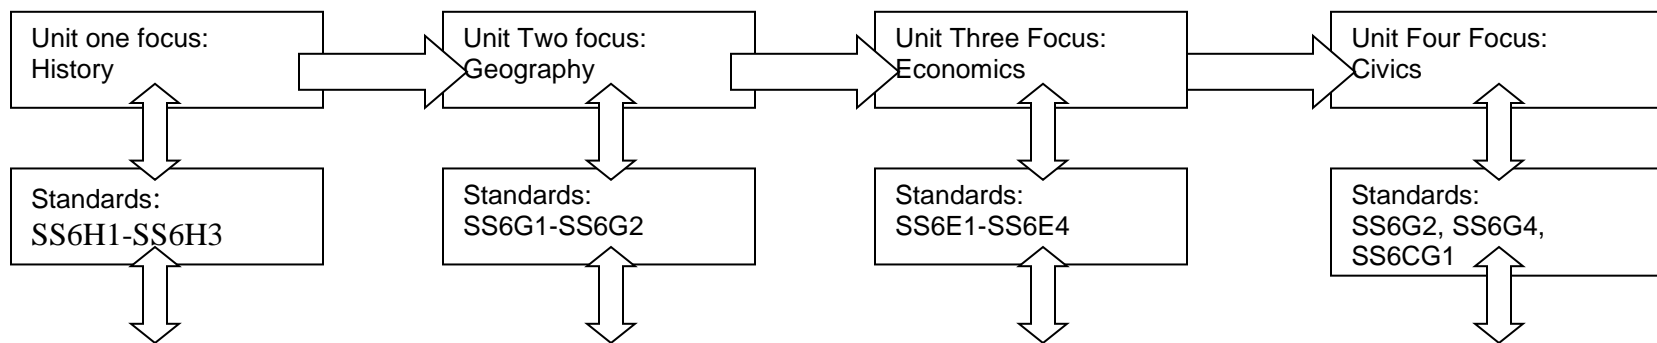 Unit one focus:
History
Unit Two focus:
Geography
Unit Three Focus:
Economics
Unit Four Focus:
Civics
Standards:
SS6H1-SS6H3
Standards:
SS6G1-SS6G2
Standards:
SS6E1-SS6E4
Standards:
SS6G2, SS6G4,
SS6CG1